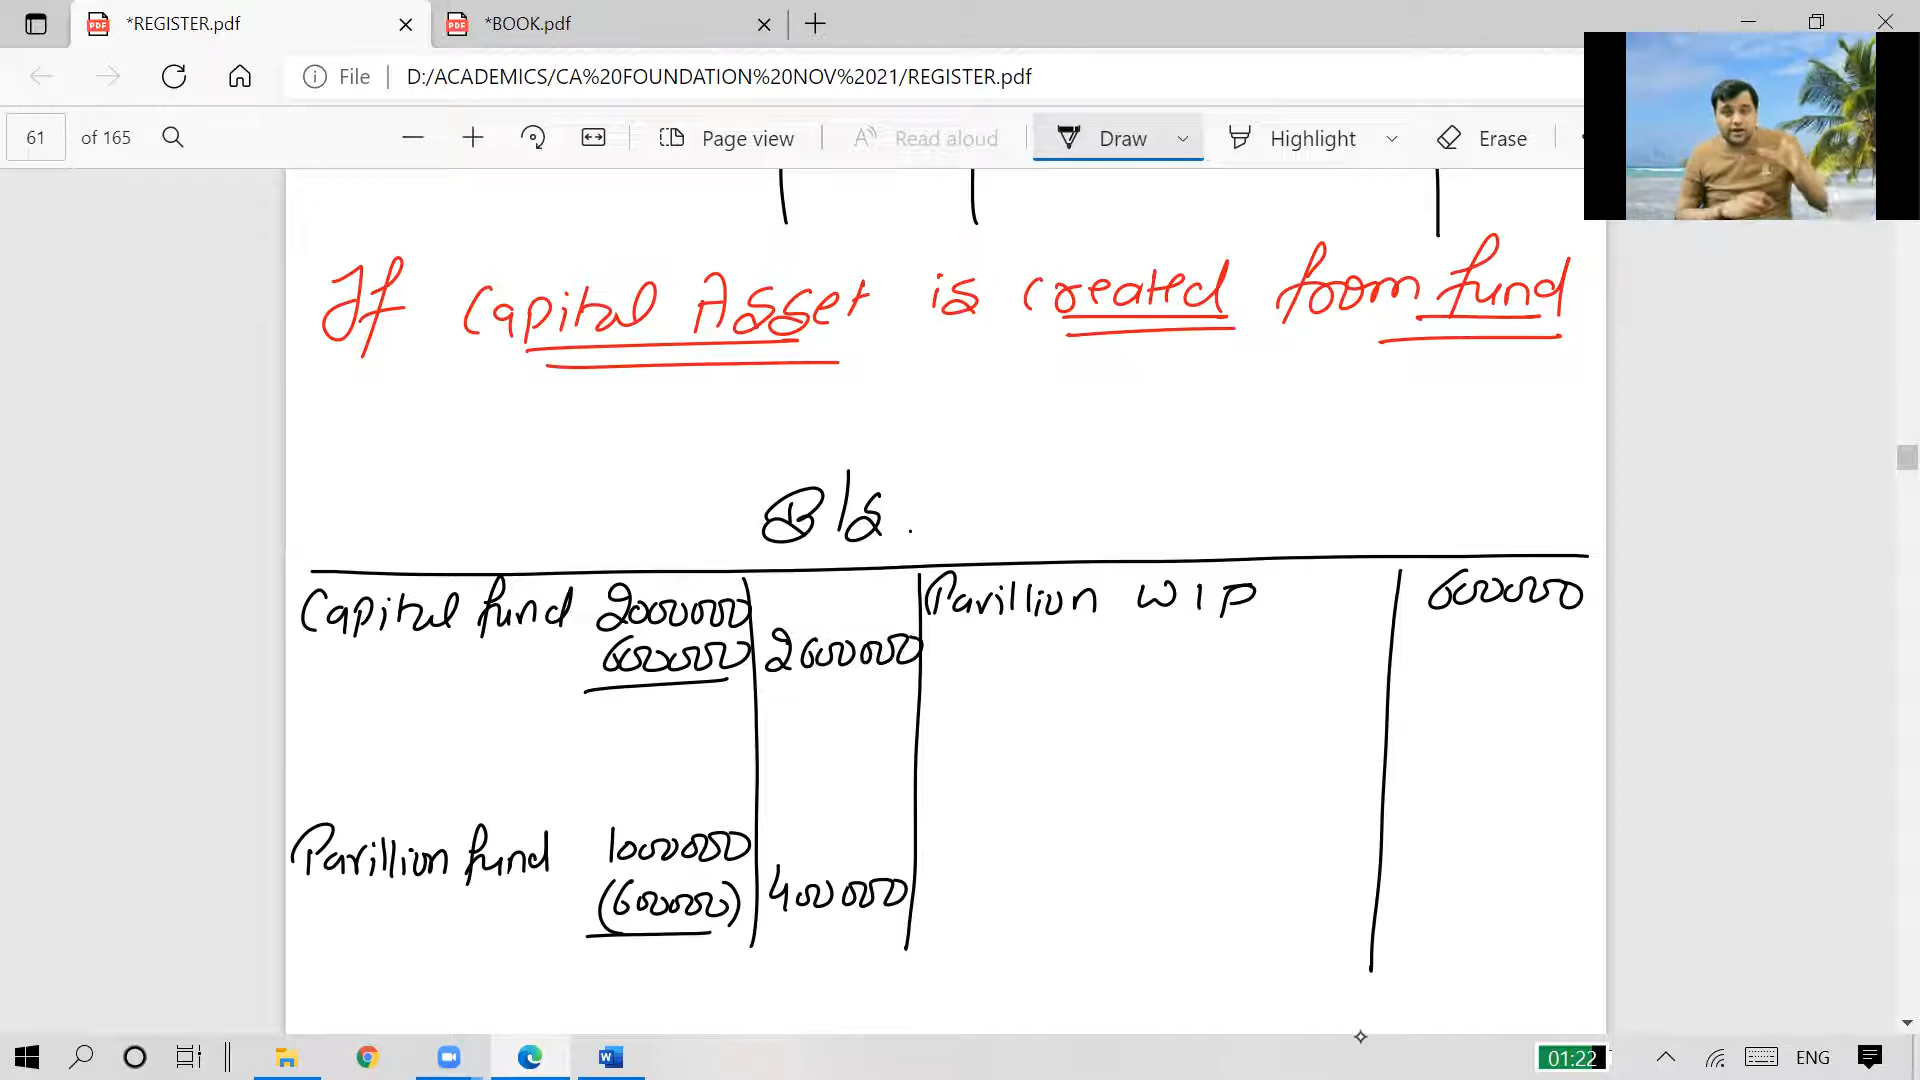 *REGISTER.pdf
*BOOK.pdf
File
D:/ACADEMICS/CA%20FOUNDATION%20NOV%2021/REGISTER.pdf
61 of 165
Page view
Read aloud
Draw
Highlight
Erase
If Capital Asset is created from fund
B/S.
Capital fund 2000000 Pavillion WIP 600000
600000 2600000
Pavillion fund 1000000
(600000) 400000
01:22
ENG